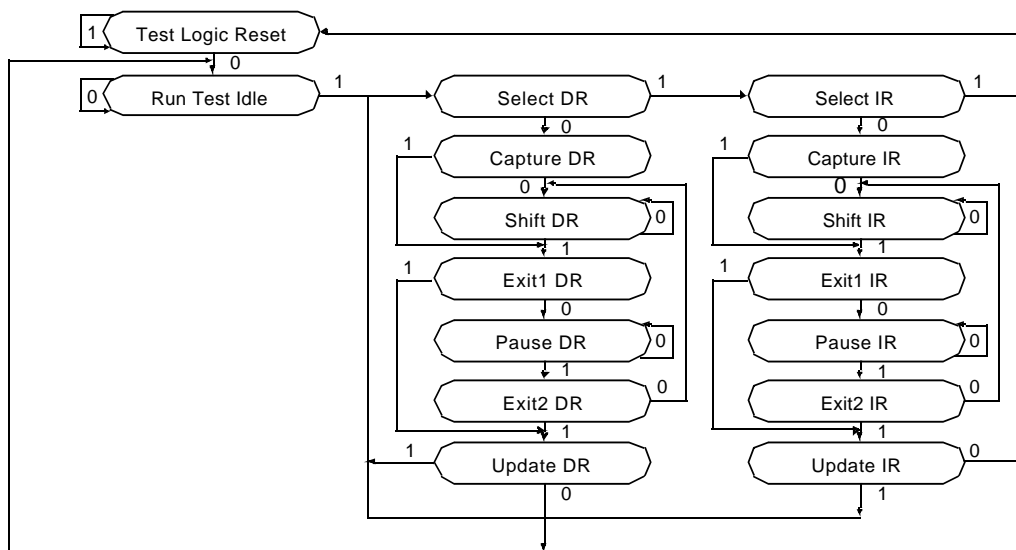 1 Test Logic Reset
0
0 Run Test Idle 1 Select DR 1 Select IR 1
0 0
1 Capture DR 1 Capture IR
0 0
Shift DR 0 Shift IR 0
1 1
1 Exit1 DR 1 Exit1 IR
0 0
Pause DR 0 Pause IR 0
1 1
Exit2 DR 0 Exit2 IR 0
1 1
1 Update DR Update IR 0
0 1